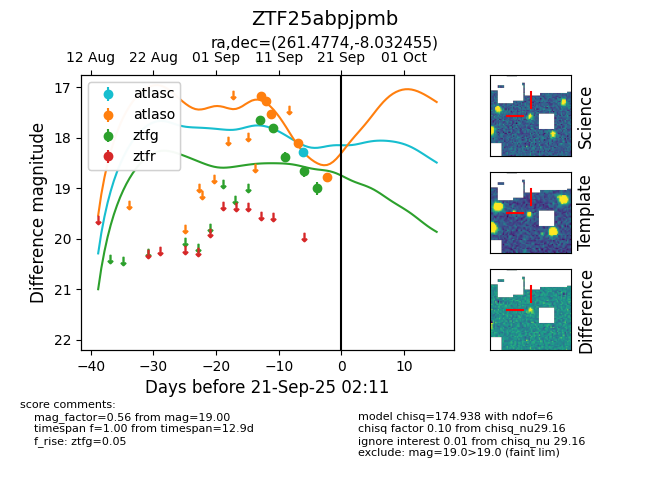 ZTF25abpjpmb
ra,dec=(261.4774,-8.032455)
12 Aug 22 Aug 01 Sep 11 Sep 21 Sep 01 Oct
atlasc
atlaso
ztfg
ztfr
17
18
19
20
21
22
Difference magnitude
−40 −30 −20 −10 0 10
Days before 21-Sep-25 02:11
Science
Template
Difference
score comments:
mag_factor=0.56 from mag=19.00
timespan f=1.00 from timespan=12.9d
f_rise: ztfg=0.05
model chisq=174.938 with ndof=6
chisq factor 0.10 from chisq_nu29.16
ignore interest 0.01 from chisq_nu 29.16
exclude: mag=19.0>19.0 (faint lim)